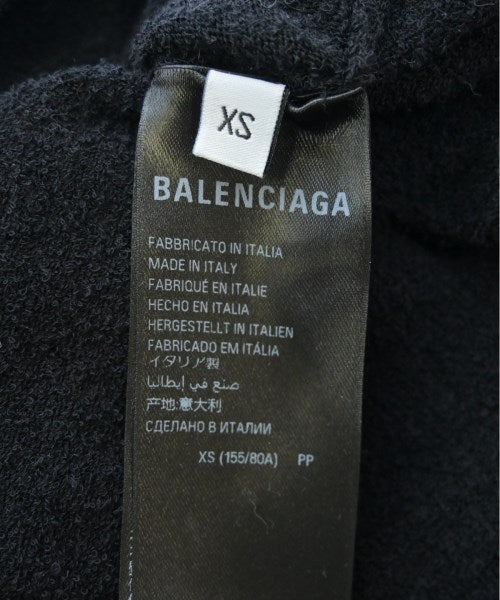 XS
BALENCIAGA
FABBRICATO IN ITALIA
MADE IN ITALY
FABRIQUÉ EN ITALIE
HECHO EN ITALIA
HERGESTELLT IN ITALIEN
FABRICADO EM ITÁLIA
イタリア製
صنع في إيطاليا
产地:意大利
СДЕЛАНО В ИТАЛИИ
XS (155/80A) PP